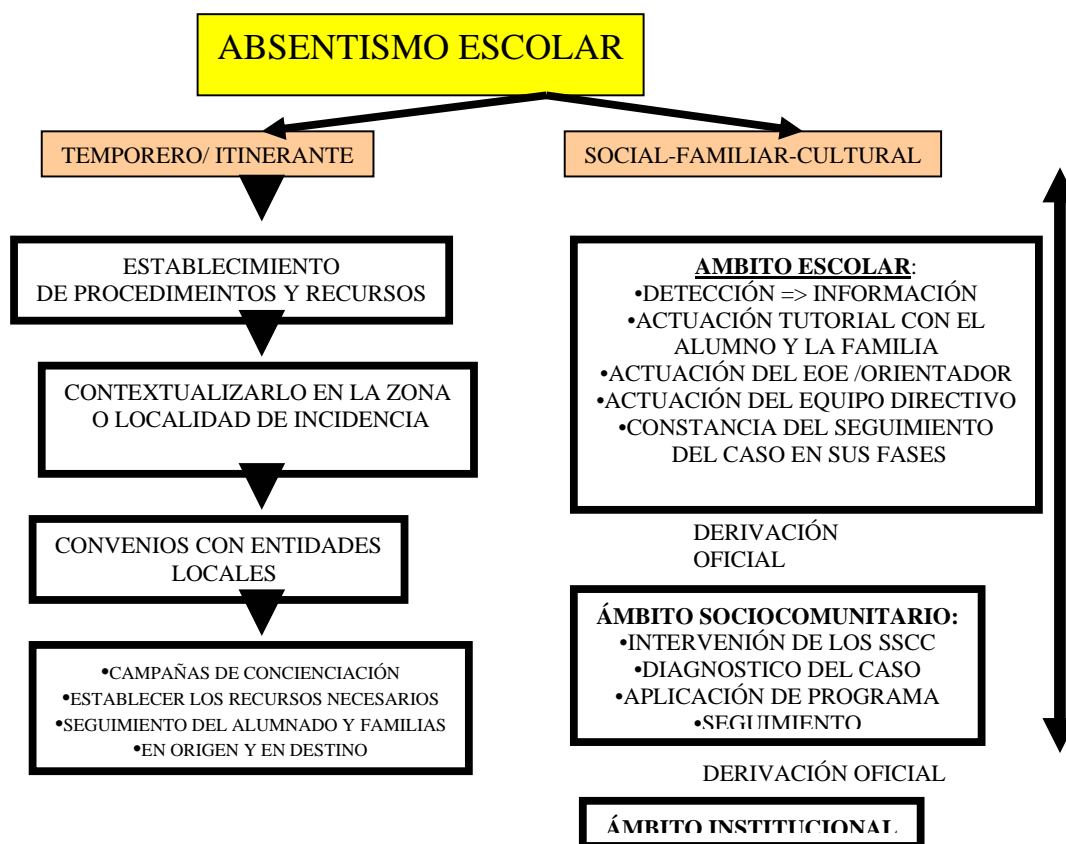 ABSENTISMO ESCOLAR
TEMPORERO/ ITINERANTE
ESTABLECIMIENTO
DE PROCEDIMEINTOS Y RECURSOS
CONTEXTUALIZARLO EN LA ZONA
O LOCALIDAD DE INCIDENCIA
CONVENIOS CON ENTIDADES
LOCALES
•CAMPAÑAS DE CONCIENCIACIÓN
•ESTABLECER LOS RECURSOS NECESARIOS
•SEGUIMIENTO DEL ALUMNADO Y FAMILIAS
•EN ORIGEN Y EN DESTINO
SOCIAL-FAMILIAR-CULTURAL
AMBITO ESCOLAR:
•DETECCIÓN => INFORMACIÓN
•ACTUACIÓN TUTORIAL CON EL
ALUMNO Y LA FAMILIA
•ACTUACIÓN DEL EOE /ORIENTADOR
•ACTUACIÓN DEL EQUIPO DIRECTIVO
•CONSTANCIA DEL SEGUIMIENTO
DEL CASO EN SUS FASES
DERIVACIÓN
OFICIAL
ÁMBITO SOCIOCOMUNITARIO:
•INTERVENIÓN DE LOS SSCC
•DIAGNOSTICO DEL CASO
•APLICACIÓN DE PROGRAMA
•SEGUIMIENTO
DERIVACIÓN OFICIAL
ÁMBITO INSTITUCIONAL